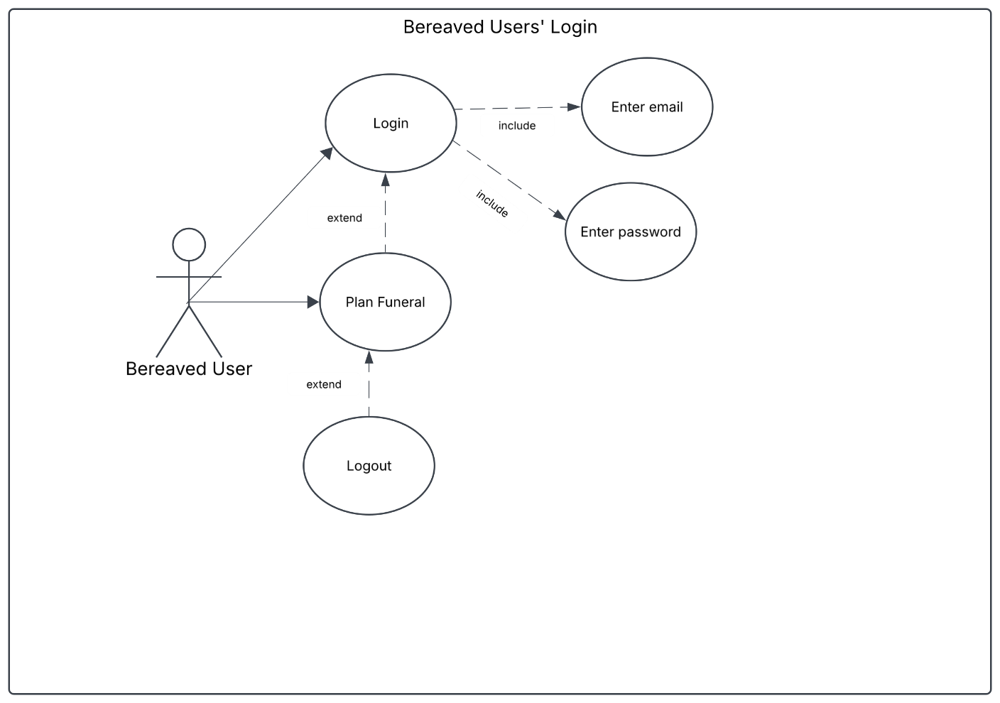 Bereaved Users' Login
Login
Enter email
include
include
extend
Enter password
Plan Funeral
Bereaved User
extend
Logout